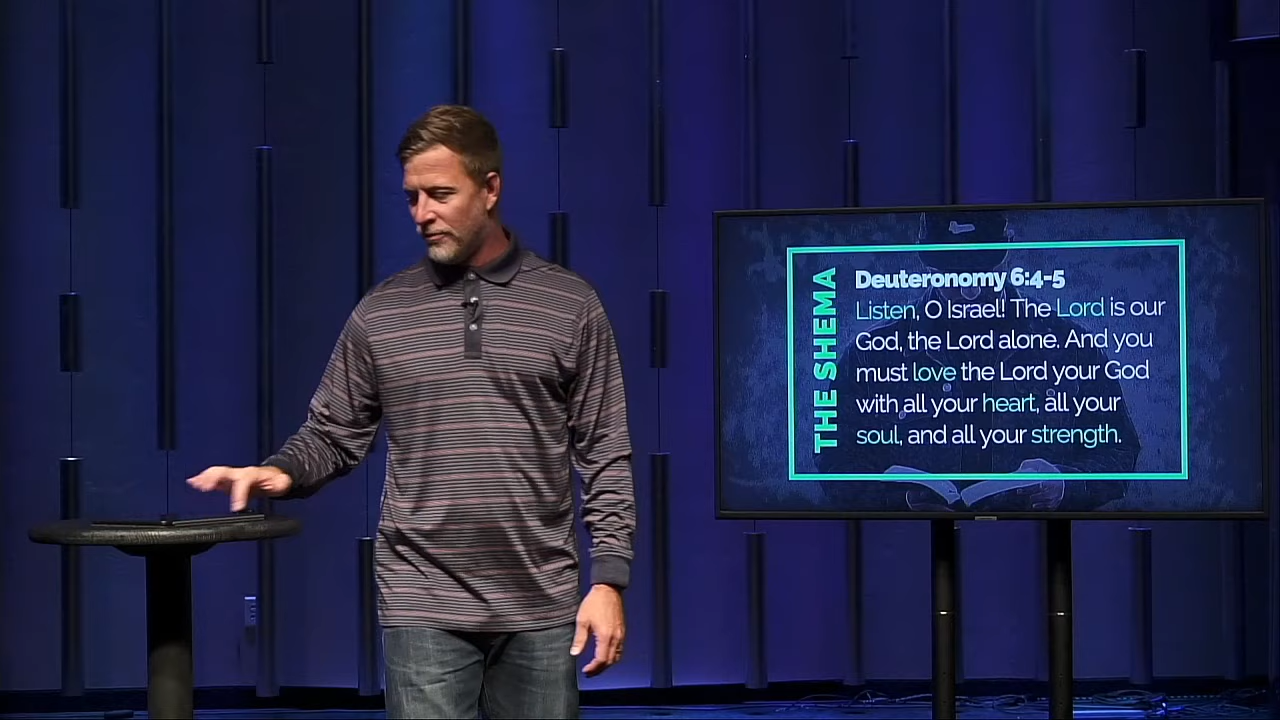 THE SHEMA
Deuteronomy 6:4-5
Listen, O Israel! The Lord is our
God, the Lord alone. And you
must love the Lord your God
with all your heart, all your
soul, and all your strength.